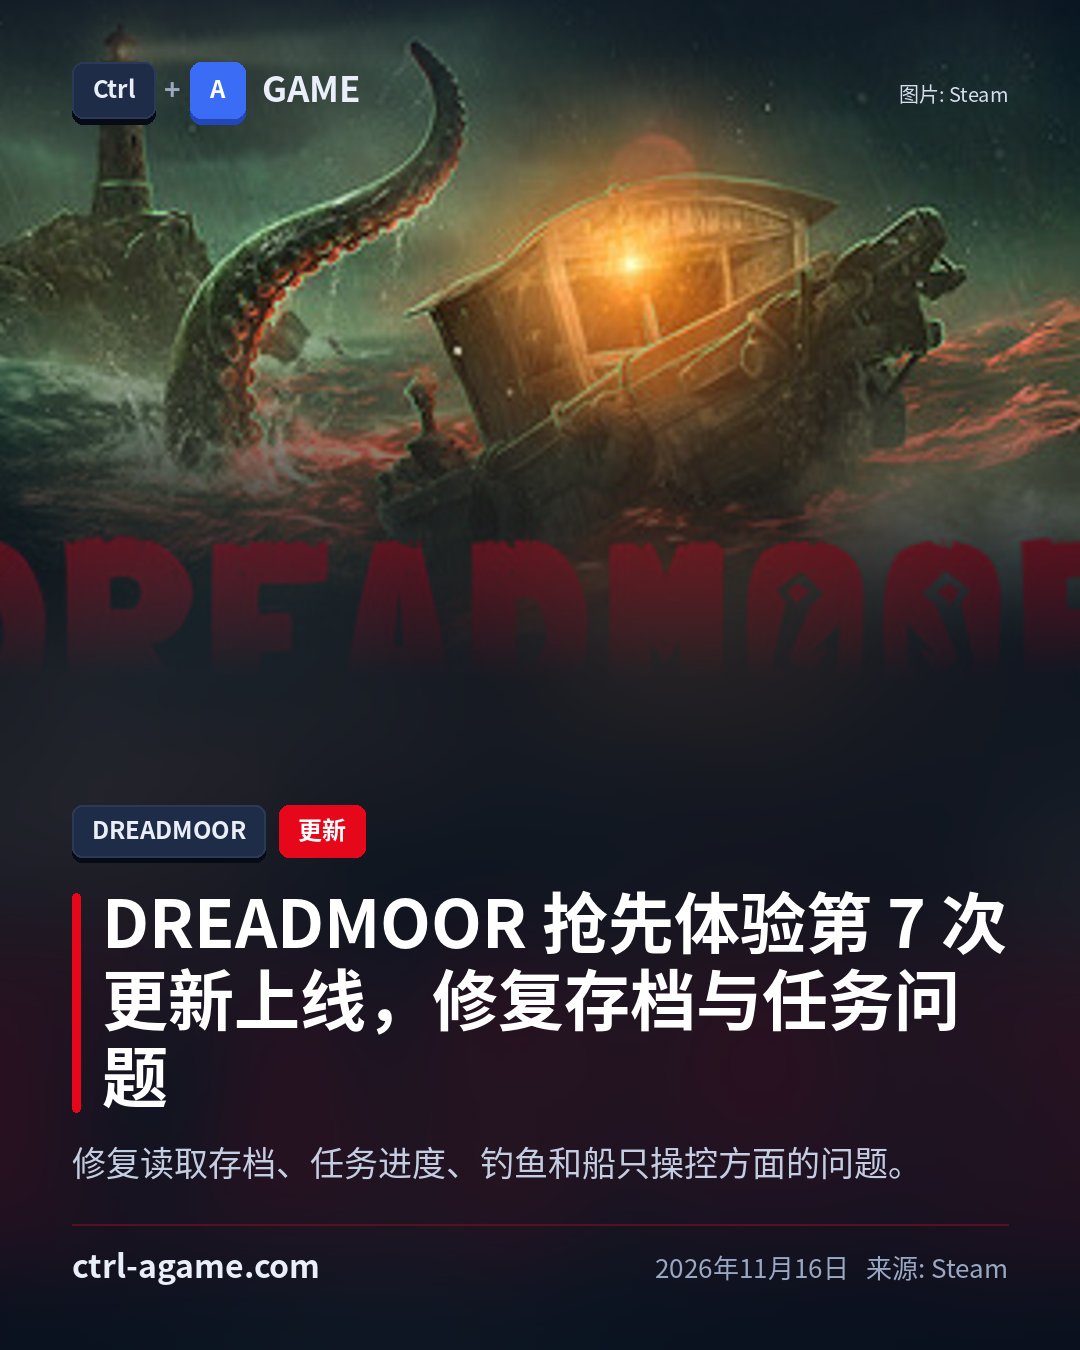 Ctrl + A GAME
图片: Steam
DREADMOOR
DREADMOOR 更新
DREADMOOR 抢先体验第 7 次
更新上线，修复存档与任务问
题
修复读取存档、任务进度、钓鱼和船只操控方面的问题。
ctrl-agame.com
2026年11月16日 来源: Steam